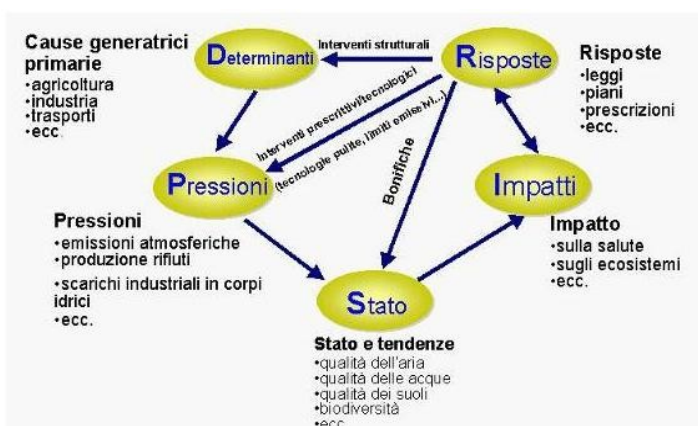 Cause generatrici
primarie
•agricoltura
•industria
•trasporti
•ecc.
Determinanti
Interventi strutturali
Risposte
Risposte
•leggi
•piani
•prescrizioni
•ecc.
Interventi prescrittivi/tecnologici
(tecnologie pulite, limiti emissivi...)
Bonifiche
Pressioni
Impatti
Pressioni
•emissioni atmosferiche
•produzione rifiuti
•scarichi industriali in corpi
idrici
•ecc.
Impatto
•sulla salute
•sugli ecosistemi
•ecc.
Stato
Stato e tendenze
•qualità dell'aria
•qualità delle acque
•qualità dei suoli
•biodiversità
•ecc